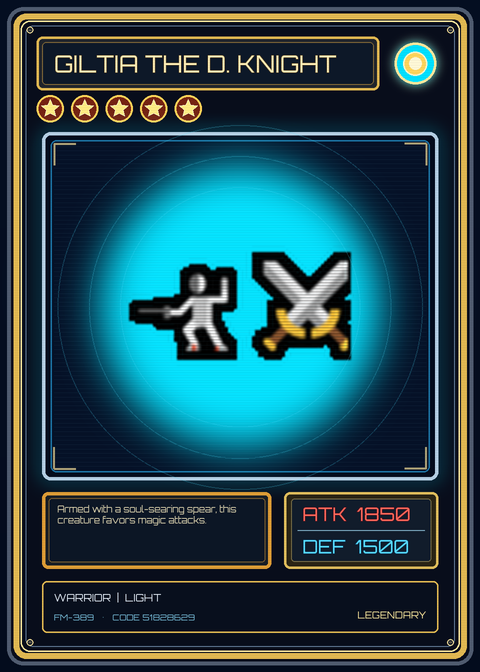 GILTIA THE D. KNIGHT
Armed with a soul-searing spear, this
creature favors magic attacks.
ATK 1850
DEF 1500
WARRIOR | LIGHT
FM-389 · CODE 51828629
LEGENDARY